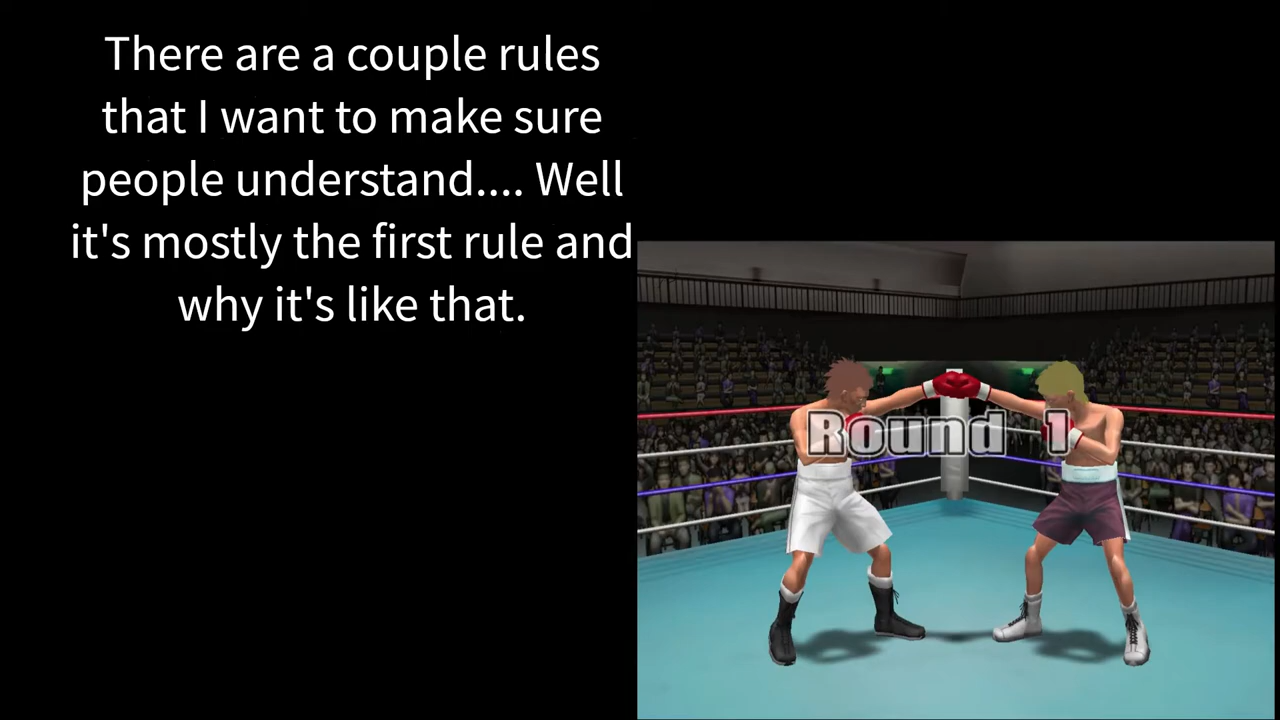 There are a couple rules
that I want to make sure
people understand.... Well
it's mostly the first rule and
why it's like that.
Round 1